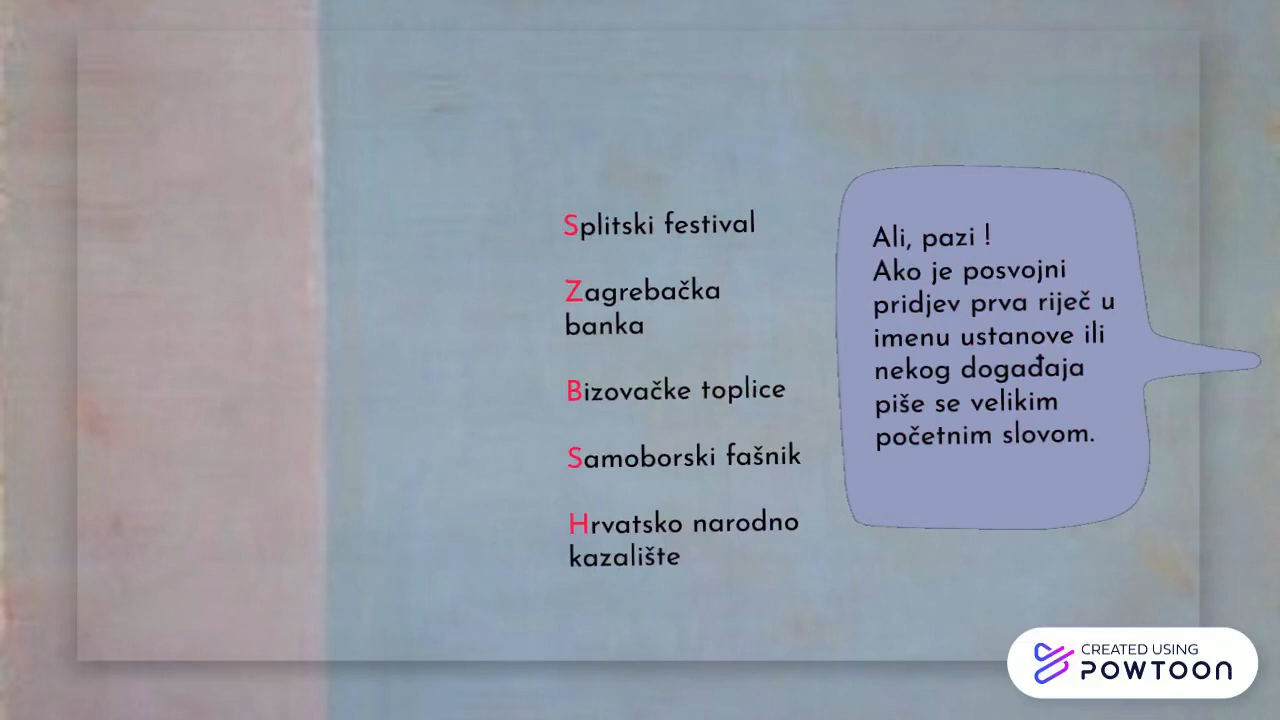 Splitski festival
Zagrebačka
banka
Bizovačke toplice
Samoborski fašnik
Hrvatsko narodno
kazalište
Ali, pazi !
Ako je posvojni
pridjev prva riječ u
imenu ustanove ili
nekog događaja
piše se velikim
početnim slovom.
CREATED USING
POWTOON